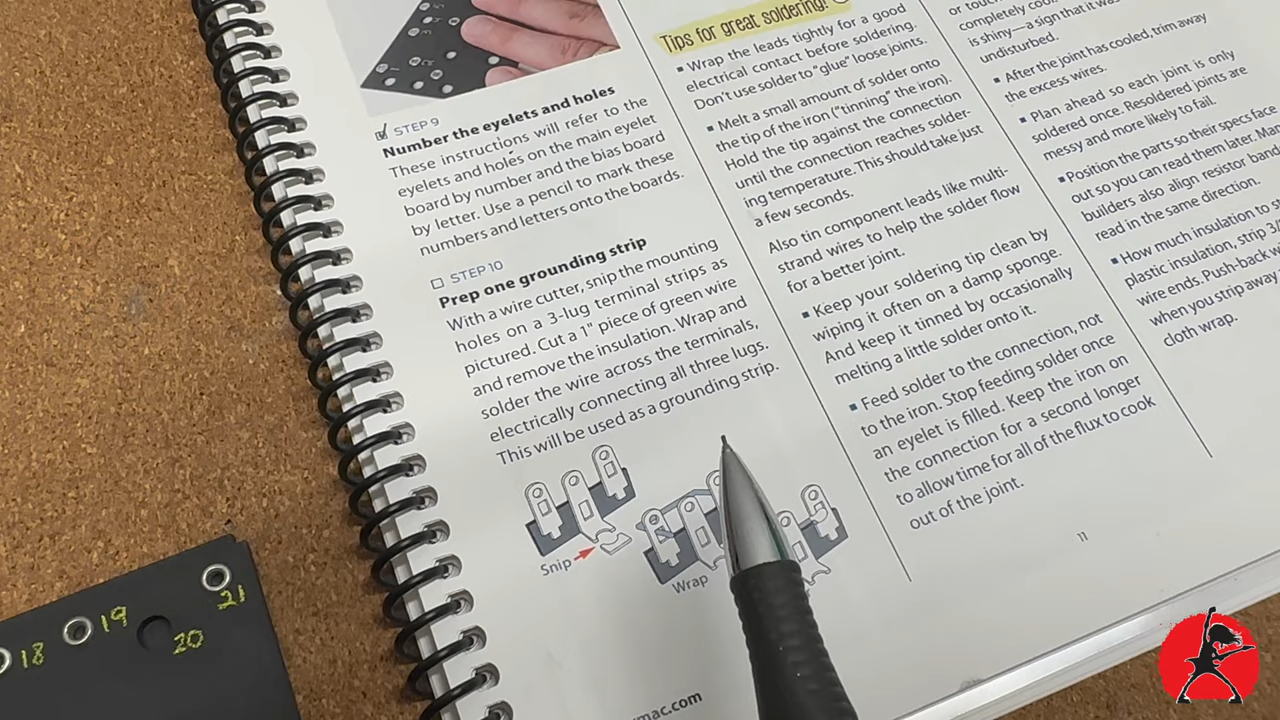 STEP 9
Number the eyelets and holes
These instructions will refer to the
eyelets and holes on the main eyelet
board by number and the bias board
by letter. Use a pencil to mark these
numbers and letters onto the boards.
STEP 10
Prep one grounding strip
With a wire cutter, snip the mounting
holes on a 3-lug terminal strips as
pictured. Cut a 1" piece of green wire
and remove the insulation. Wrap and
solder the wire across the terminals,
electrically connecting all three lugs.
This will be used as a grounding strip.
Snip
Wrap
mac.com
Tips for great soldering!
▪ Wrap the leads tightly for a good
electrical contact before soldering.
Don't use solder to "glue" loose joints.
▪ Melt a small amount of solder onto
the tip of the iron ("tinning" the iron).
Hold the tip against the connection
until the connection reaches solder-
ing temperature. This should take just
a few seconds.
Also tin component leads like multi-
strand wires to help the solder flow
for a better joint.
▪ Keep your soldering tip clean by
wiping it often on a damp sponge.
And keep it tinned by occasionally
melting a little solder onto it.
▪ Feed solder to the connection, not
to the iron. Stop feeding solder once
an eyelet is filled. Keep the iron on
the connection for a second longer
to allow time for all of the flux to cook
out of the joint.
or touch
completely cool
is shiny—a sign that it was
undisturbed.
▪ After the joint has cooled, trim away
the excess wires.
▪ Plan ahead so each joint is only
soldered once. Resoldered joints are
messy and more likely to fail.
▪ Position the parts so their specs face
out so you can read them later.
builders also align resistor band
read in the same direction.
▪ How much insulation to
plastic insulation, strip
wire ends. Push-back
when you strip away
cloth wrap.
11
18
19
20
21